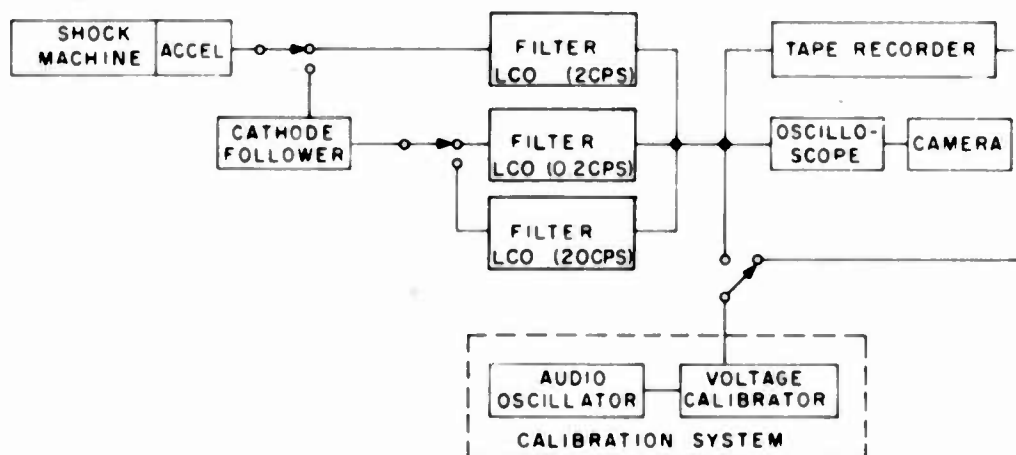 SHOCK
MACHINE
ACCEL
FILTER
LCO (2CPS)
TAPE RECORDER
CATHODE
FOLLOWER
FILTER
LCO (0.2CPS)
OSCILLO-
SCOPE
CAMERA
FILTER
LCO (20CPS)
AUDIO
OSCILLATOR
VOLTAGE
CALIBRATOR
CALIBRATION SYSTEM